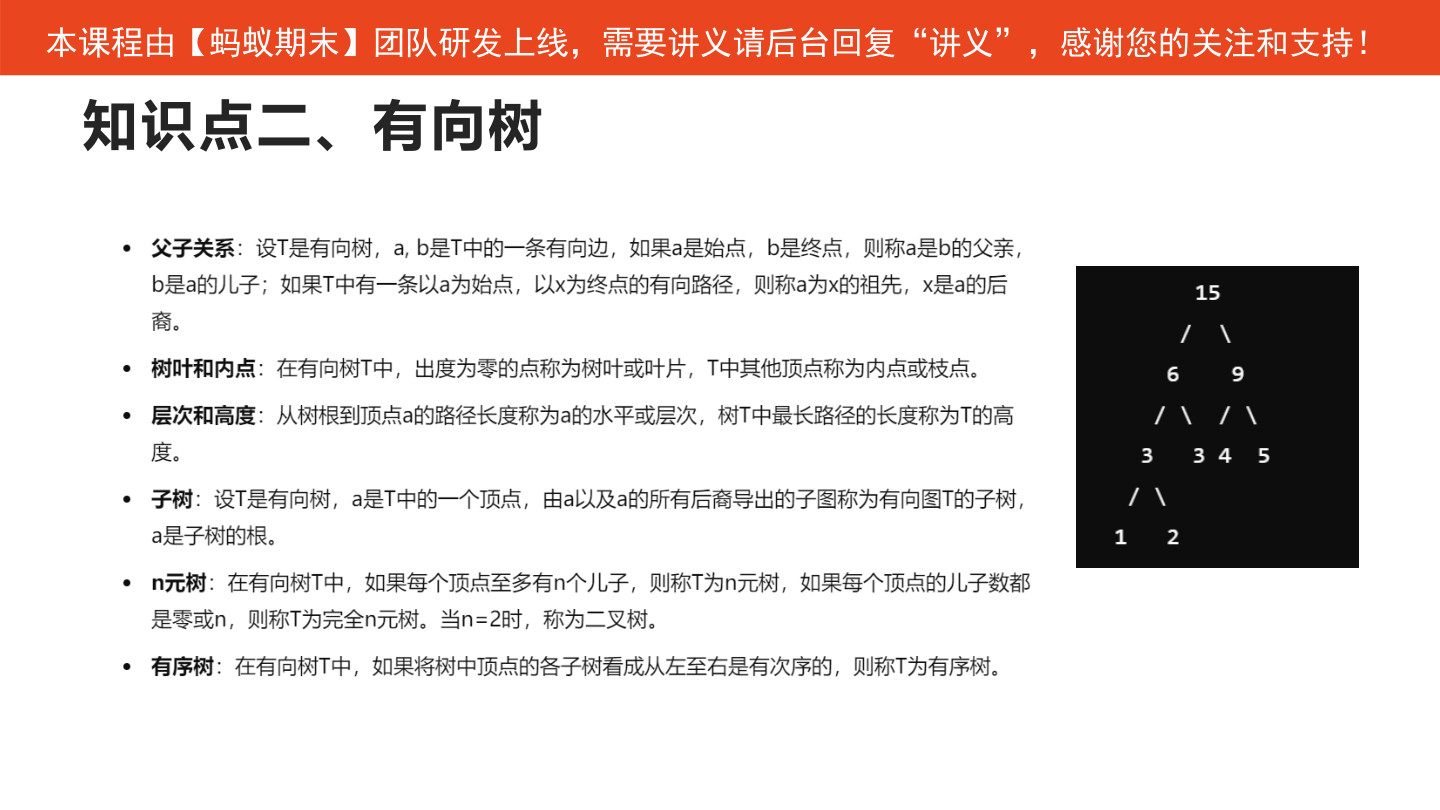 本课程由【蚂蚁期末】团队研发上线，需要讲义请后台回复“讲义”，感谢您的关注和支持！
知识点二、有向树
• 父子关系：设T是有向树，a, b是T中的一条有向边，如果a是始点，b是终点，则称a是b的父亲，
b是a的儿子；如果T中有一条以a为始点，以x为终点的有向路径，则称a为x的祖先，x是a的后
裔。
• 树叶和内点：在有向树T中，出度为零的点称为树叶或叶片，T中其他顶点称为内点或枝点。
• 层次和高度：从树根到顶点a的路径长度称为a的水平或层次，树T中最长路径的长度称为T的高
度。
• 子树：设T是有向树，a是T中的一个顶点，由a以及a的所有后裔导出的子图称为有向图T的子树，
a是子树的根。
• n元树：在有向树T中，如果每个顶点至多有n个儿子，则称T为n元树，如果每个顶点的儿子数都
是零或n，则称T为完全n元树。当n=2时，称为二叉树。
• 有序树：在有向树T中，如果将树中顶点的各子树看成从左至右是有次序的，则称T为有序树。
15
/ \
6 9
/ \ / \
3 3 4 5
/ \
1 2